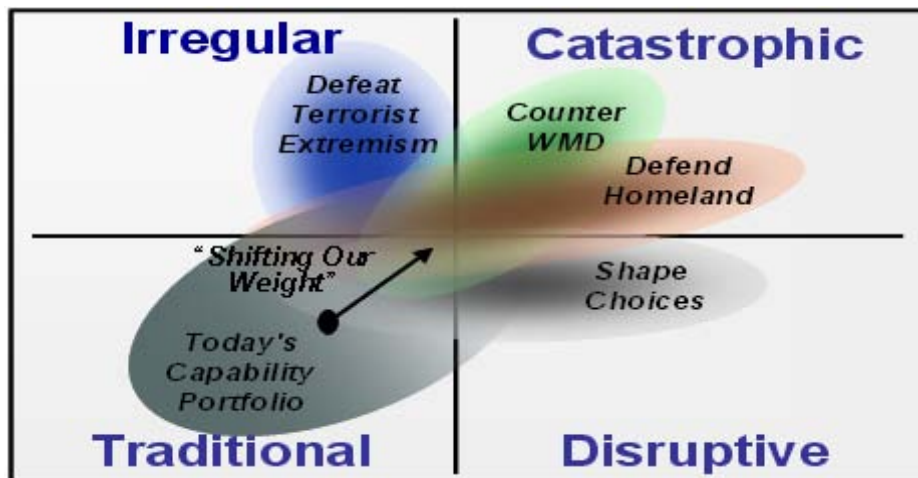 Irregular
Catastrophic
Defeat
Terrorist
Extremism
Counter
WMD
Defend
Homeland
"Shifting Our
Weight"
Shape
Choices
Today's
Capability
Portfolio
Traditional
Disruptive